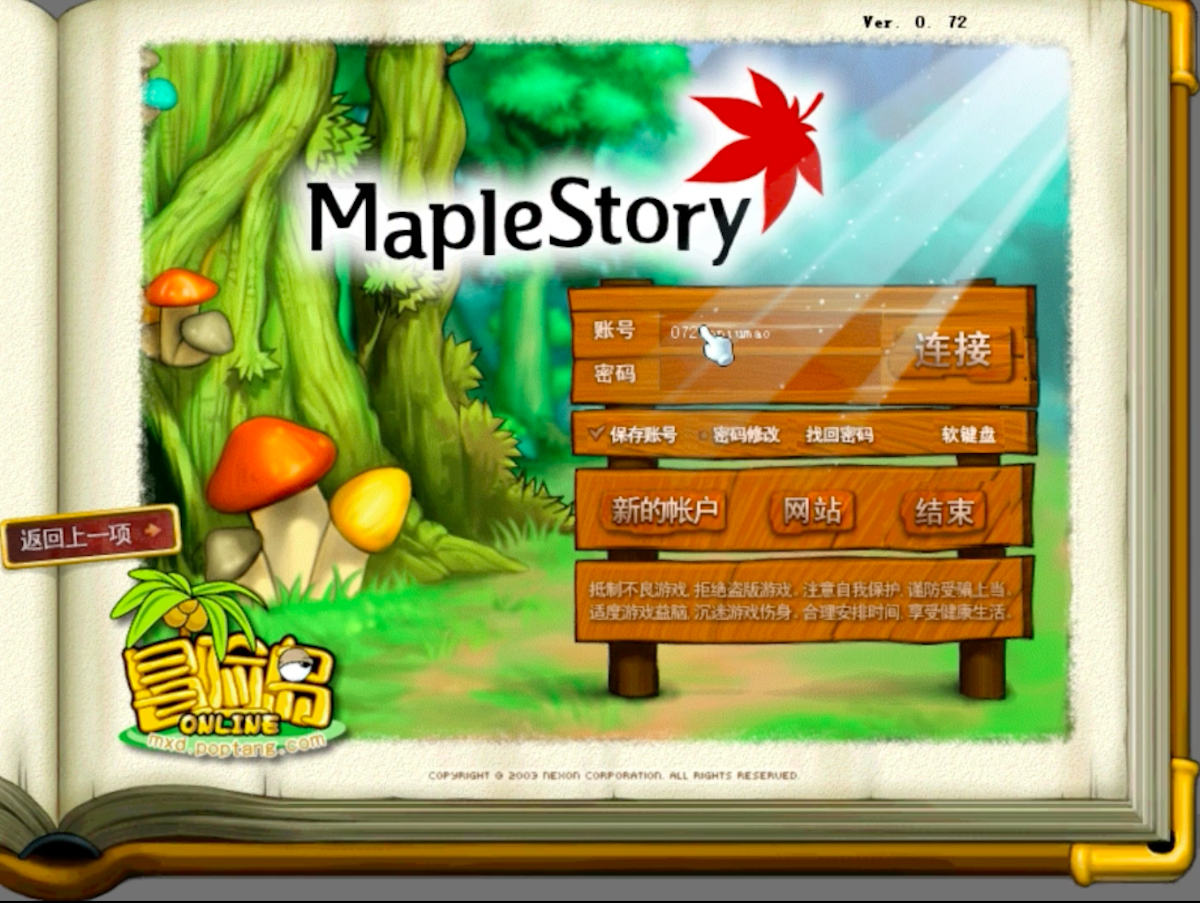 Ver. 0. 72
MapleStory
账号
连接
密码
保存账号 密码修改 找回密码 软键盘
新的帐户 网站 结束
返回上一项
抵制不良游戏, 拒绝盗版游戏. 注意自我保护, 谨防受骗上当.
适度游戏益脑, 沉迷游戏伤身. 合理安排时间, 享受健康生活.
冒险岛
ONLINE
mxd.poptang.com
COPYRIGHT © 2003 NEXON CORPORATION. ALL RIGHTS RESERVED.